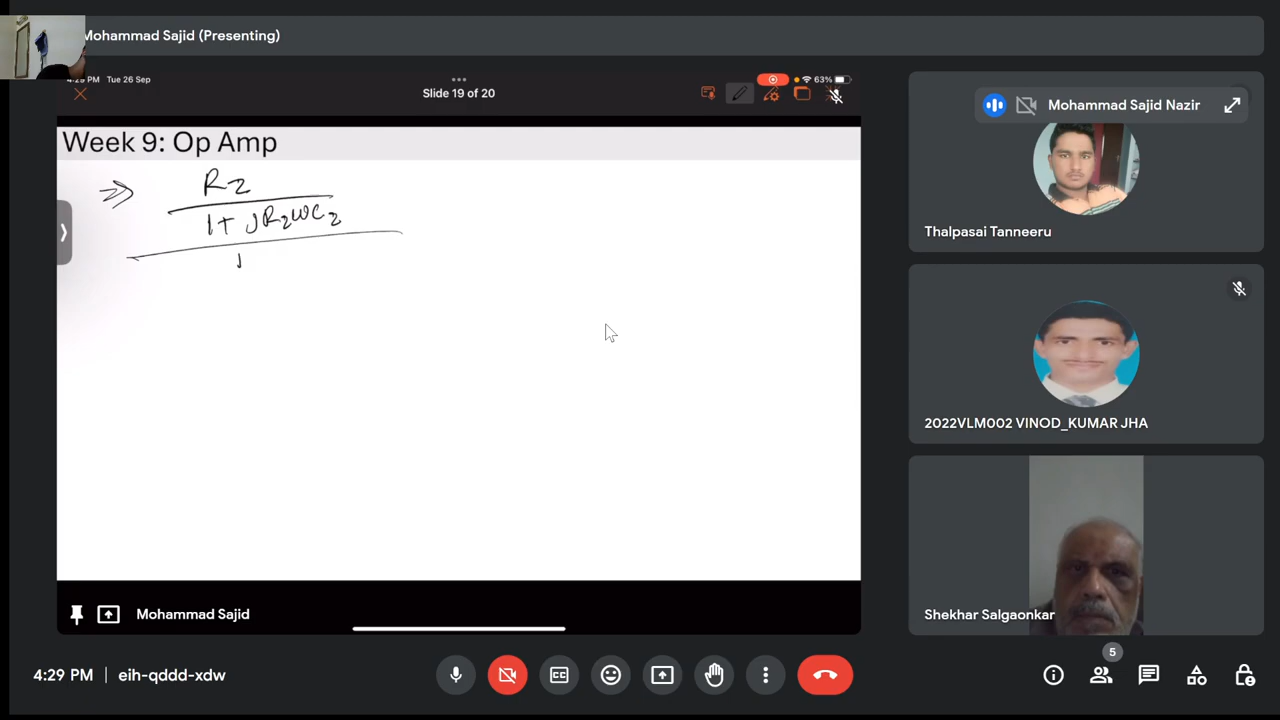 Mohammad Sajid (Presenting)
4:29 PM Tue 26 Sep
Slide 19 of 20
63%
Week 9: Op Amp
R2
1 + jR2ωC2
Mohammad Sajid
Mohammad Sajid Nazir
Thalpasai Tanneeru
2022VLM002 VINOD_KUMAR JHA
Shekhar Salgaonkar
4:29 PM | eih-qddd-xdw
5